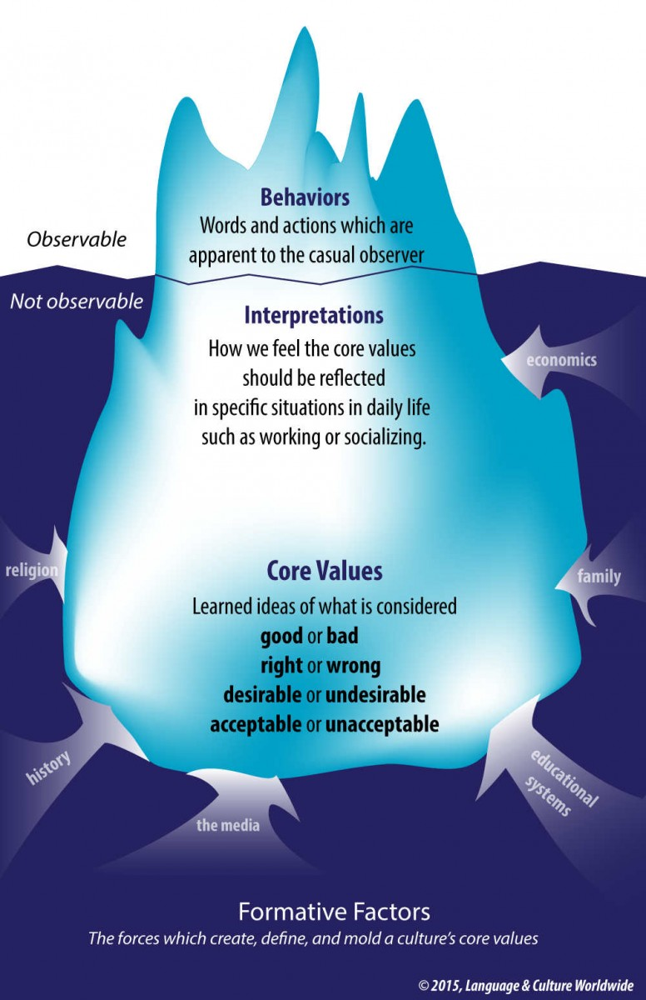 Behaviors
Words and actions which are
apparent to the casual observer
Observable
Not observable
Interpretations
How we feel the core values
should be reflected
in specific situations in daily life
such as working or socializing.
economics
religion
family
Core Values
Learned ideas of what is considered
good or bad
right or wrong
desirable or undesirable
acceptable or unacceptable
history
educational
systems
the media
Formative Factors
The forces which create, define, and mold a culture's core values
© 2015, Language & Culture Worldwide